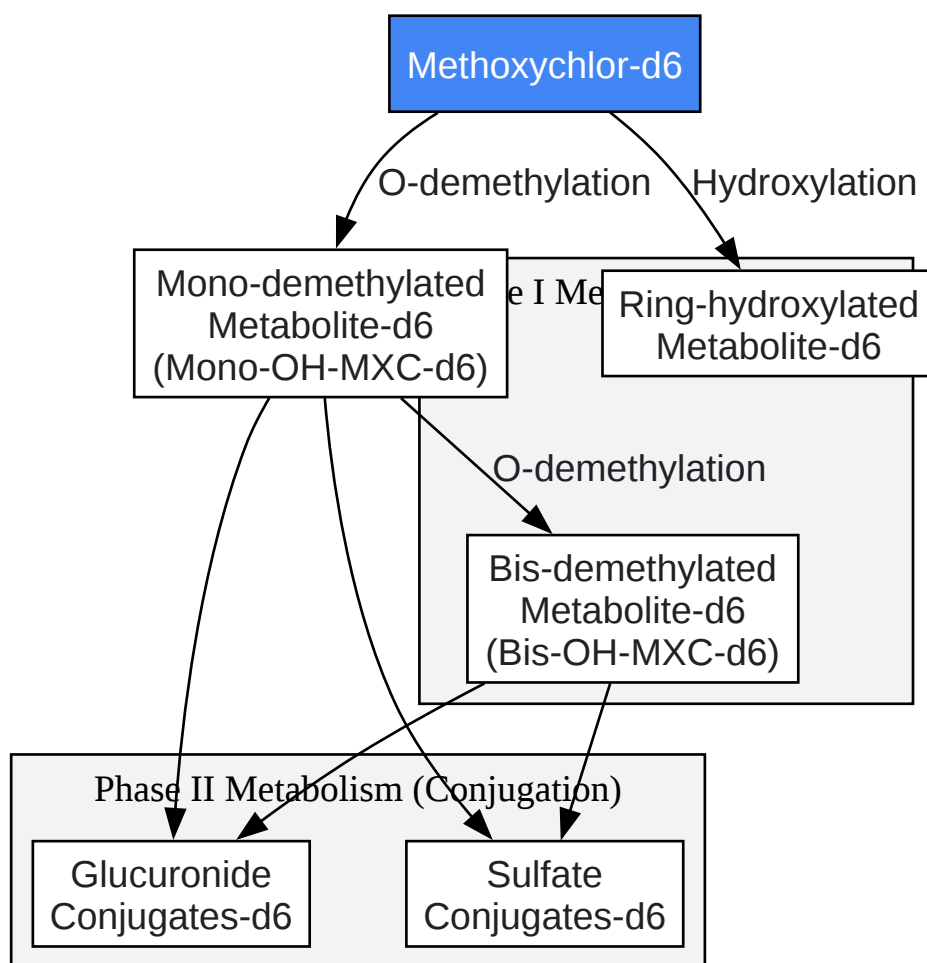 Methoxychlor-d6
O-demethylation
Hydroxylation
Mono-demethylated
Metabolite-d6
(Mono-OH-MXC-d6)
e I Me
Ring-hydroxylated
Metabolite-d6
O-demethylation
Bis-demethylated
Metabolite-d6
(Bis-OH-MXC-d6)
Phase II Metabolism (Conjugation)
Glucuronide
Conjugates-d6
Sulfate
Conjugates-d6